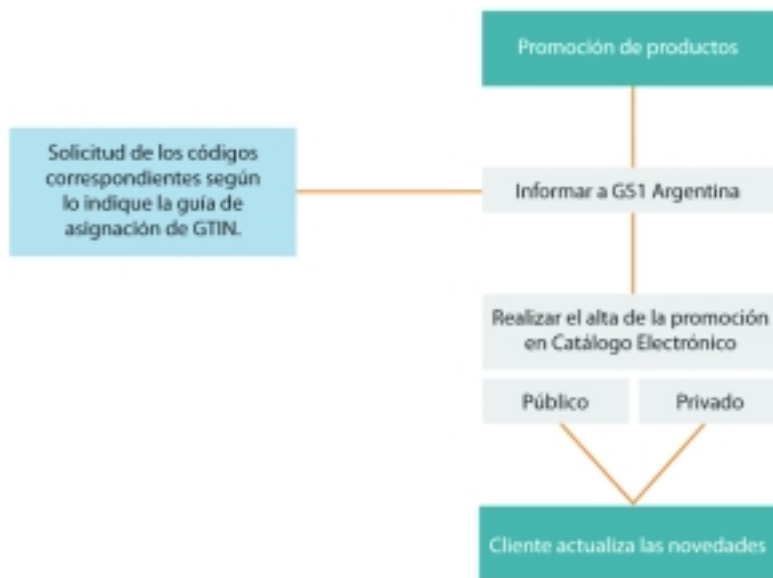 Promoción de productos
Solicitud de los códigos
correspondientes según
lo indique la guía de
asignación de GTIN.
Informar a GS1 Argentina
Realizar el alta de la promoción
en Catálogo Electrónico
Público
Privado
Cliente actualiza las novedades